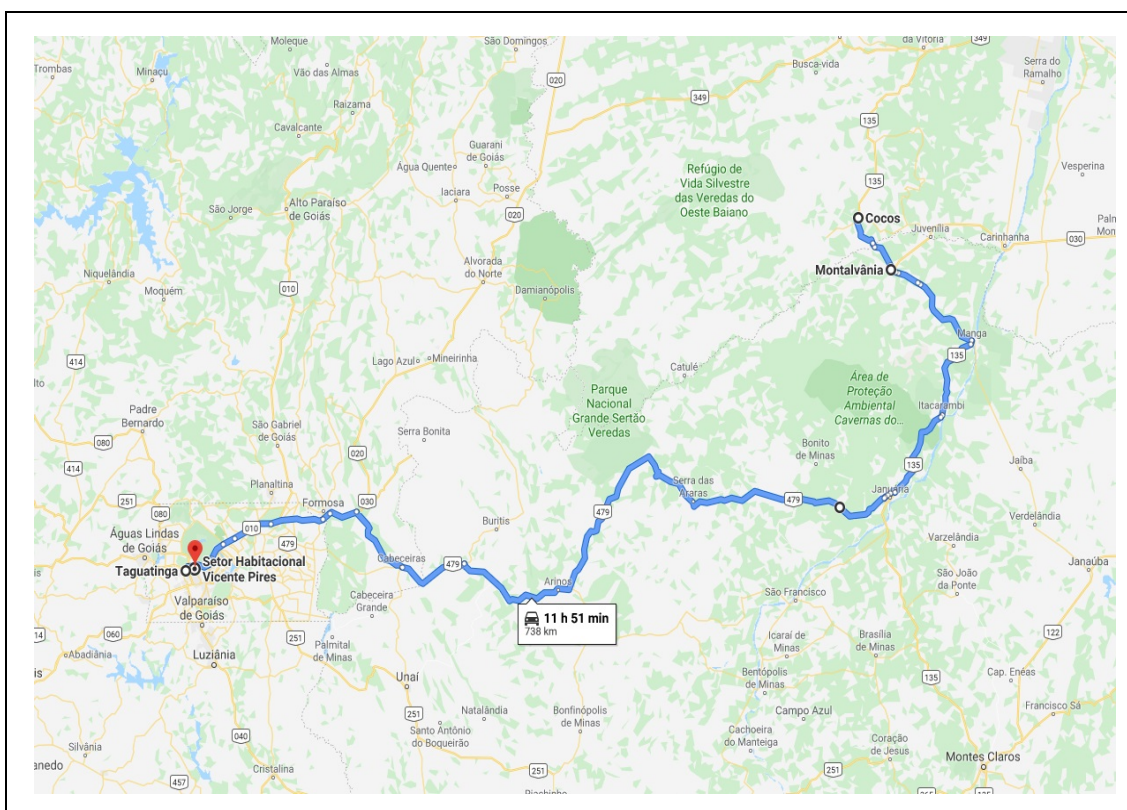 Moleque
São Domingos
da Vitória
349
Trombas
Minaçu
Vão das Almas
020
Busca-vida
Serra do
Ramalho
Raizama
349
Cavalcante
135
Guarani
de Goiás
Água Quente
Refúgio de
Vida Silvestre
das Veredas do
Oeste Baiano
Vesperina
Iaciara
Posse
135
São Jorge
Alto Paraíso
de Goiás
020
Cocos
Juvenília
Carinhanha
030
Alvorada
do Norte
Montalvânia
Niquelândia
Moquém
010
Damianópolis
Manga
414
Lago Azul
Mineirinha
135
Catulé
Parque
Nacional
Grande Sertão
Veredas
Área de
Proteção
Ambiental
Cavernas do...
Itacarambi
Padre
Bernardo
080
São Gabriel
de Goiás
Serra Bonita
Bonito
de Minas
020
Jaíba
414
135
Planaltina
Serra das
Araras
479
Januária
251
080
Formosa
030
479
Verdelândia
Águas Lindas
de Goiás
010
479
Buritis
Varzelândia
Setor Habitacional
Vicente Pires
Taguatinga
Cabeceiras
479
Arinos
São João
da Ponte
Janaúba
Valparaíso
de Goiás
Cabeceira
Grande
São Francisco
11 h 51 min
738 km
060
251
Palmital
de Minas
Icaraí de
Minas
Brasília
de Minas
122
Abadiânia
Luziânia
Unaí
Bentópolis
de Minas
135
Cap. Enéas
Natalândia
Bonfinópolis
de Minas
Campo Azul
Francisco Sá
251
Santo Antônio
do Boqueirão
Cachoeira
do Manteiga
Coração
de Jesus
040
Silvânia
Montes Claros
251
251
Cristalina
457
Riachinho
135